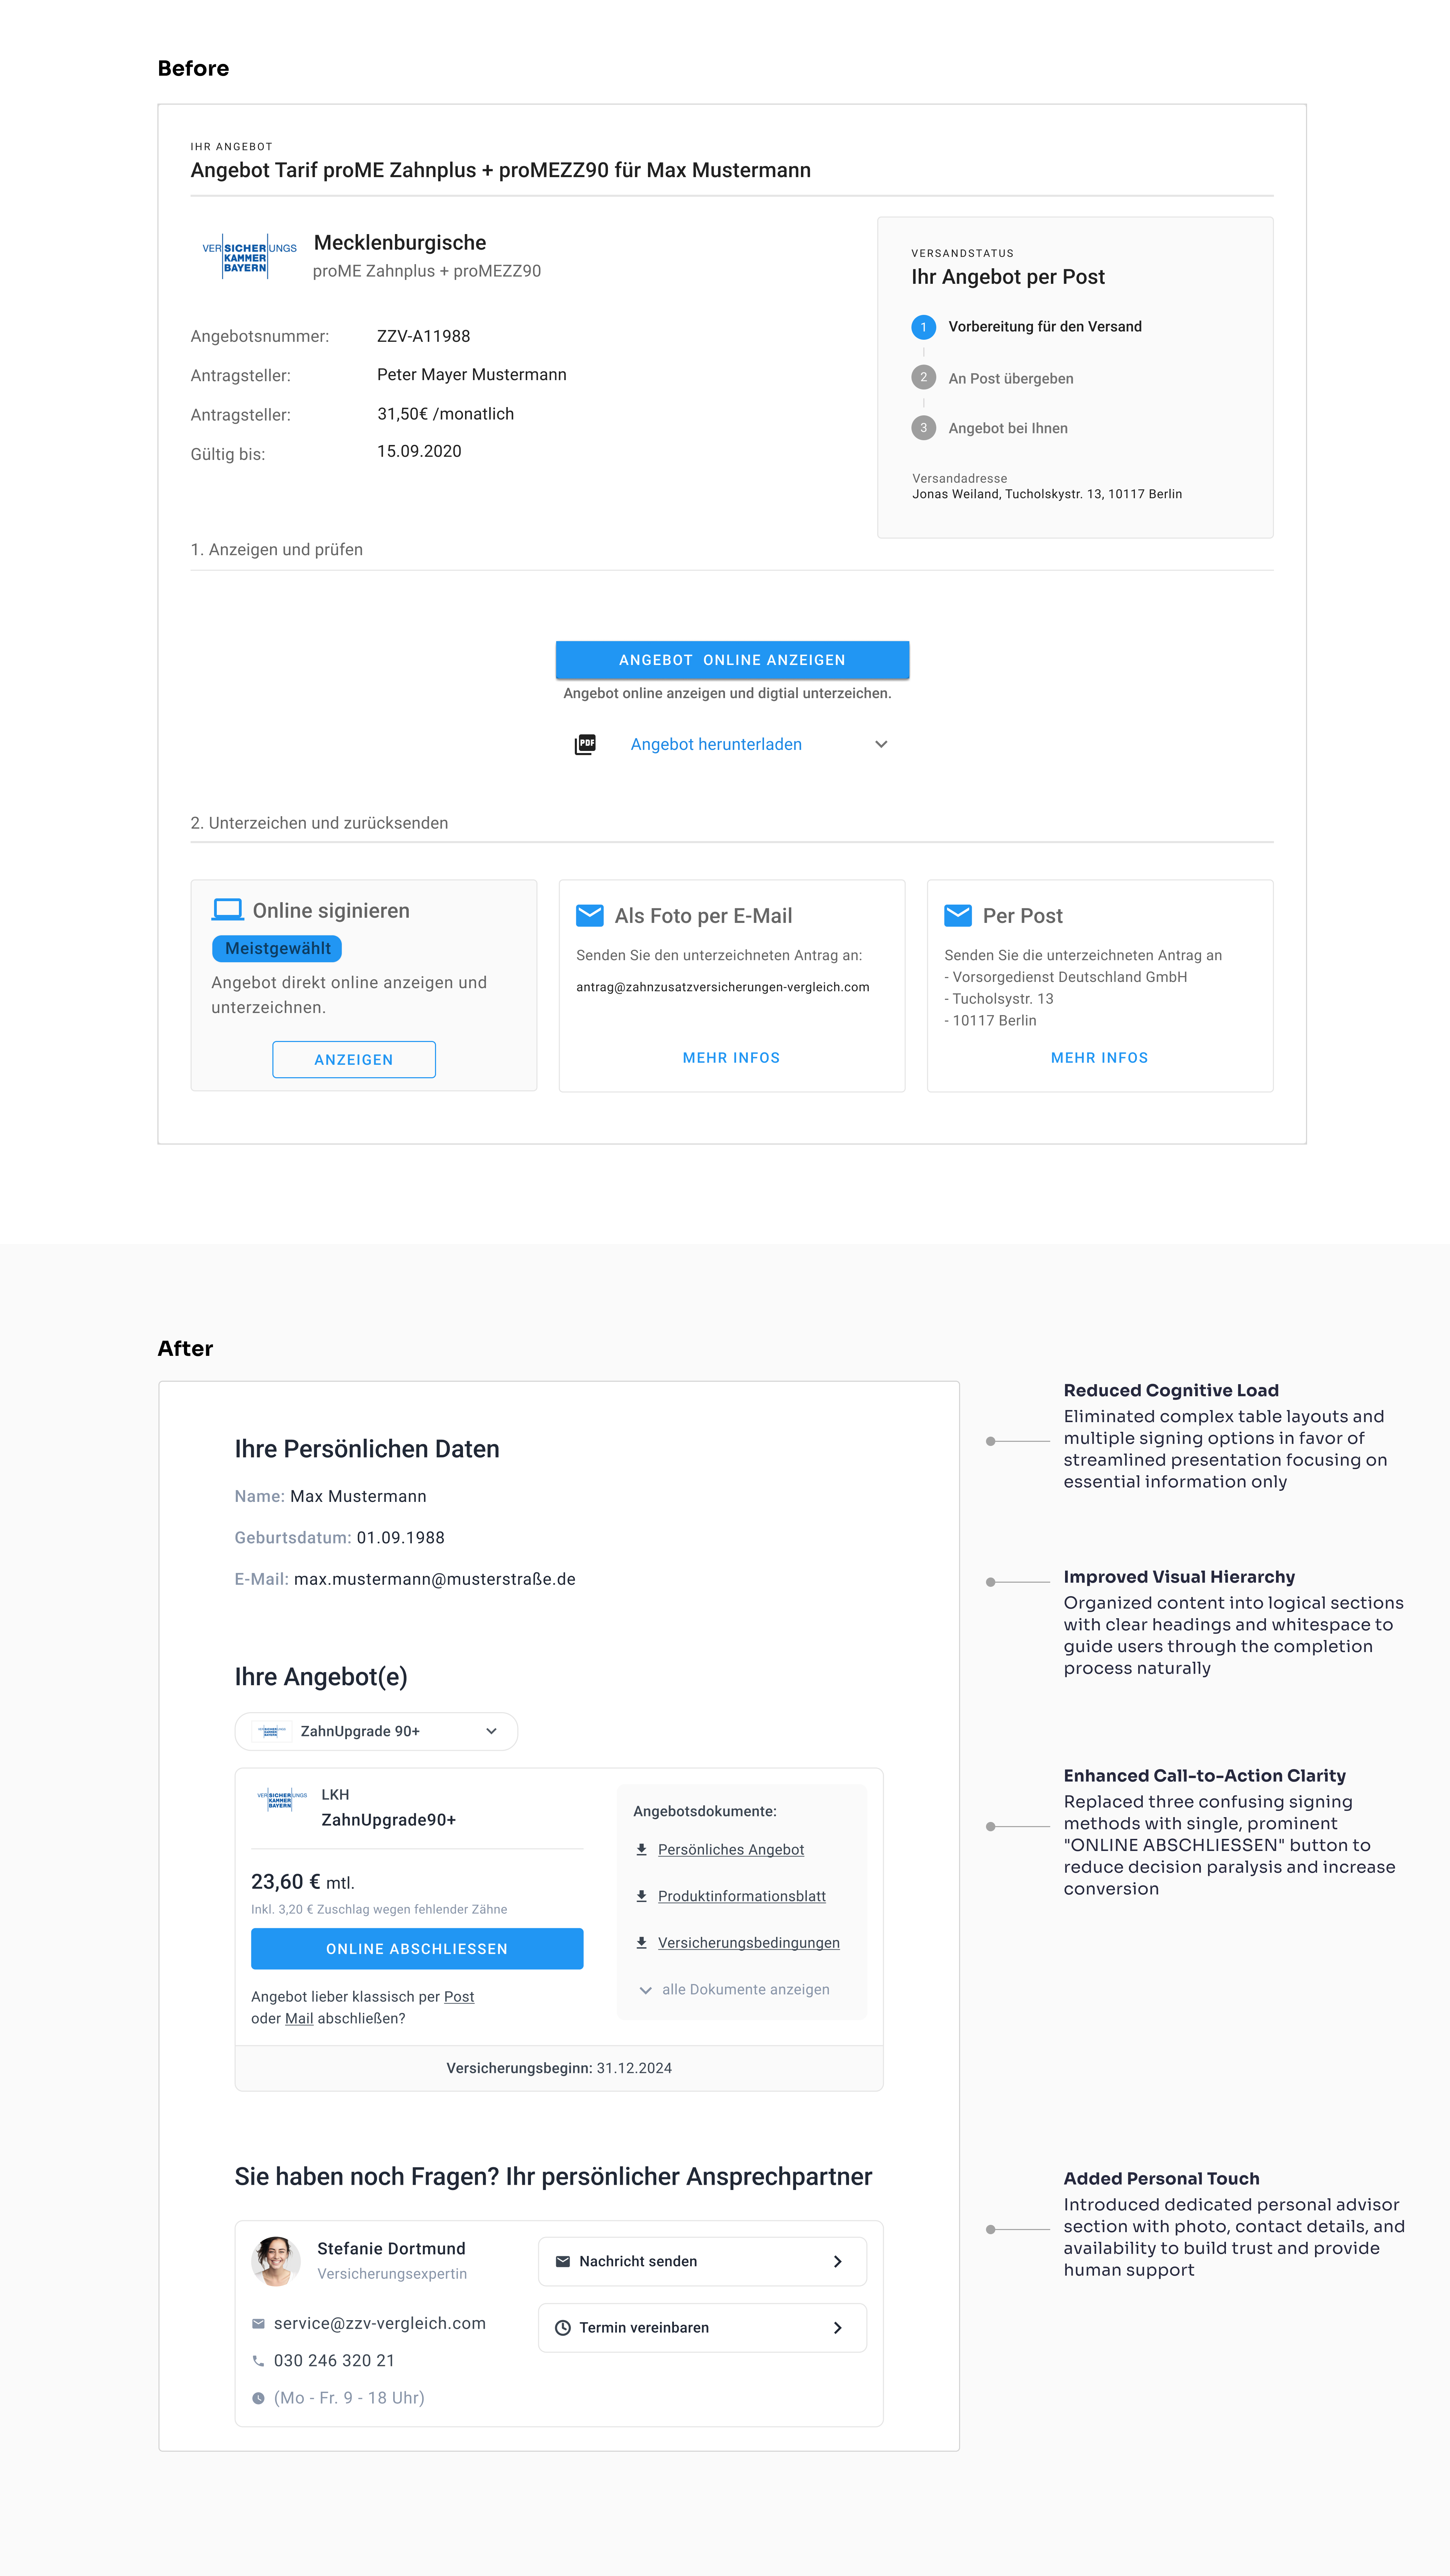 Before
IHR ANGEBOT
Angebot Tarif proME Zahnplus + proMEZZ90 für Max Mustermann
VERSICHERUNGS
KAMMER
BAYERN
Mecklenburgische
proME Zahnplus + proMEZZ90
Angebotsnummer: ZZV-A11988
Antragsteller: Peter Mayer Mustermann
Antragsteller: 31,50€ /monatlich
Gültig bis: 15.09.2020
VERSANDSTATUS
Ihr Angebot per Post
1 Vorbereitung für den Versand
2 An Post übergeben
3 Angebot bei Ihnen
Versandadresse
Jonas Weiland, Tucholskystr. 13, 10117 Berlin
1. Anzeigen und prüfen
ANGEBOT ONLINE ANZEIGEN
Angebot online anzeigen und digtial unterzeichen.
PDF Angebot herunterladen
2. Unterzeichen und zurücksenden
Online siginieren
Meistgewählt
Angebot direkt online anzeigen und
unterzeichnen.
ANZEIGEN
Als Foto per E-Mail
Senden Sie den unterzeichneten Antrag an:
antrag@zahnzusatzversicherungen-vergleich.com
MEHR INFOS
Per Post
Senden Sie die unterzeichneten Antrag an
- Vorsorgedienst Deutschland GmbH
- Tucholsystr. 13
- 10117 Berlin
MEHR INFOS
After
Ihre Persönlichen Daten
Name: Max Mustermann
Geburtsdatum: 01.09.1988
E-Mail: max.mustermann@musterstraße.de
Ihre Angebot(e)
VERSICHERUNGS
KAMMER
BAYERN
ZahnUpgrade 90+
VERSICHERUNGS
KAMMER
BAYERN
LKH
ZahnUpgrade90+
23,60 € mtl.
Inkl. 3,20 € Zuschlag wegen fehlender Zähne
ONLINE ABSCHLIESSEN
Angebot lieber klassisch per Post
oder Mail abschließen?
Angebotsdokumente:
Persönliches Angebot
Produktinformationsblatt
Versicherungsbedingungen
alle Dokumente anzeigen
Versicherungsbeginn: 31.12.2024
Sie haben noch Fragen? Ihr persönlicher Ansprechpartner
Stefanie Dortmund
Versicherungsexpertin
service@zzv-vergleich.com
030 246 320 21
(Mo - Fr. 9 - 18 Uhr)
Nachricht senden
Termin vereinbaren
Reduced Cognitive Load
Eliminated complex table layouts and
multiple signing options in favor of
streamlined presentation focusing on
essential information only
Improved Visual Hierarchy
Organized content into logical sections
with clear headings and whitespace to
guide users through the completion
process naturally
Enhanced Call-to-Action Clarity
Replaced three confusing signing
methods with single, prominent
"ONLINE ABSCHLIESSEN" button to
reduce decision paralysis and increase
conversion
Added Personal Touch
Introduced dedicated personal advisor
section with photo, contact details, and
availability to build trust and provide
human support